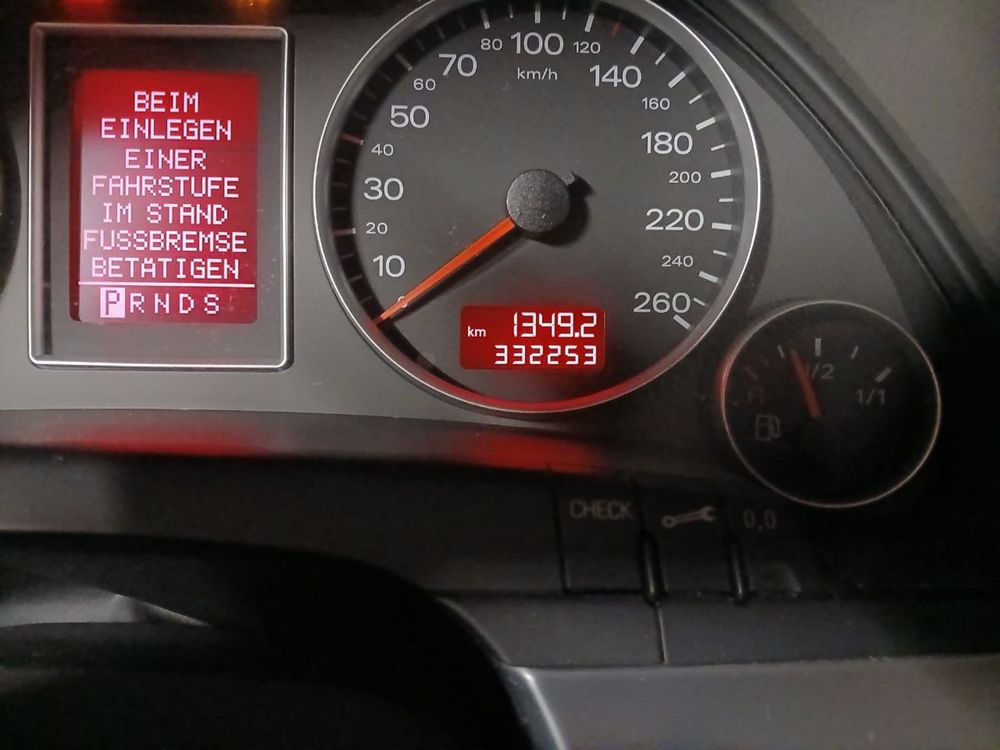 BEIM
EINLEGEN
EINER
FAHRSTUFE
IM STAND
FUSSBREMSE
BETÄTIGEN
PRNDS
10
20
30
40
50
60
70
80
100
120
140
160
180
200
220
240
260
km/h
km 1349.2
332253
R
1/2
1/1
CHECK
0.0